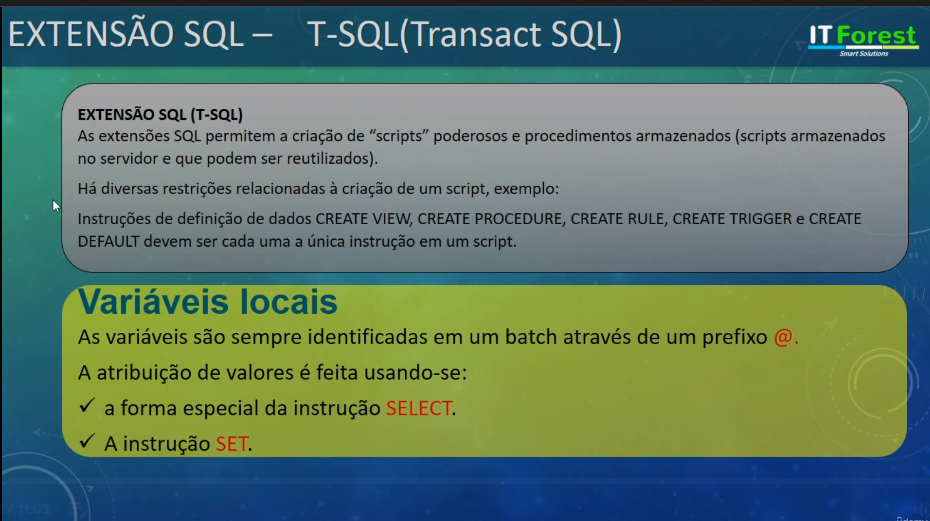 EXTENSÃO SQL – T-SQL(Transact SQL)
IT Forest
Smart Solutions
EXTENSÃO SQL (T-SQL)
As extensões SQL permitem a criação de “scripts” poderosos e procedimentos armazenados (scripts armazenados
no servidor e que podem ser reutilizados).
Há diversas restrições relacionadas à criação de um script, exemplo:
Instruções de definição de dados CREATE VIEW, CREATE PROCEDURE, CREATE RULE, CREATE TRIGGER e CREATE
DEFAULT devem ser cada uma a única instrução em um script.
Variáveis locais
As variáveis são sempre identificadas em um batch através de um prefixo @.
A atribuição de valores é feita usando-se:
✓ a forma especial da instrução SELECT.
✓ A instrução SET.
/ 11:03